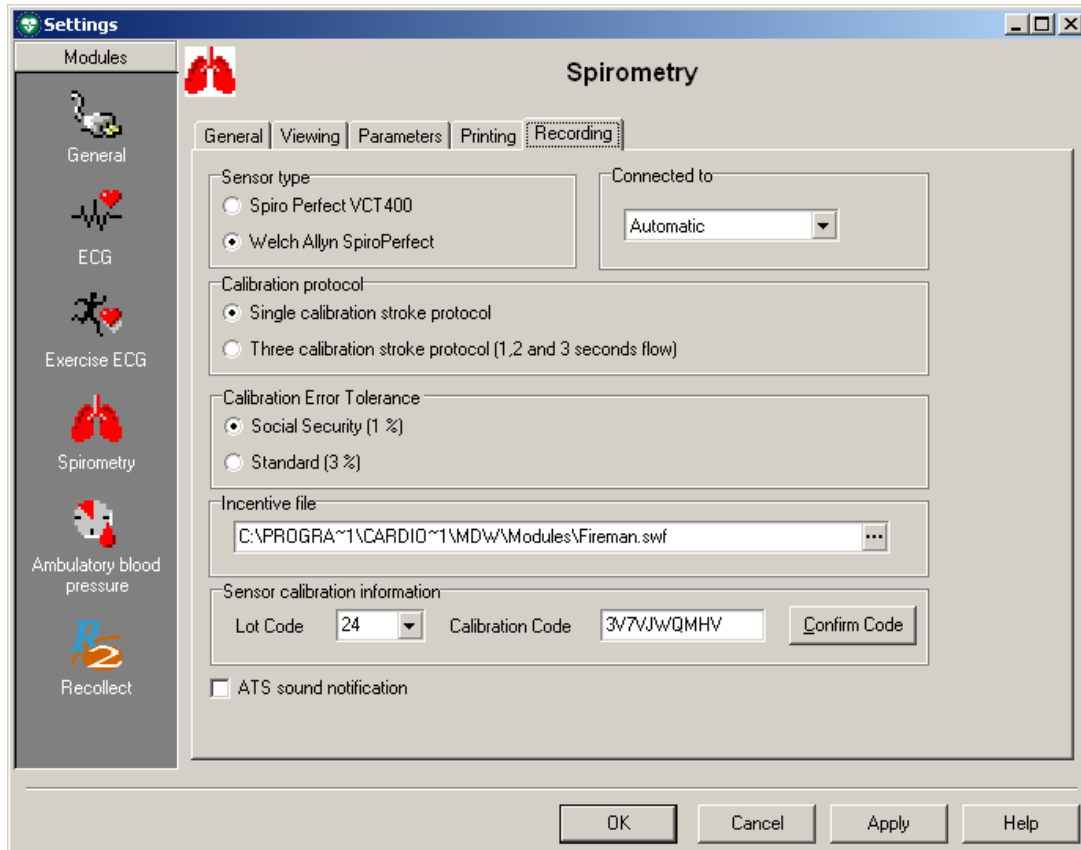 Settings
Modules
General
ECG
Exercise ECG
Spirometry
Ambulatory blood
pressure
Recollect
Spirometry
General Viewing Parameters Printing Recording
Sensor type
Spiro Perfect VCT400
Welch Allyn SpiroPerfect
Connected to
Automatic
Calibration protocol
Single calibration stroke protocol
Three calibration stroke protocol (1,2 and 3 seconds flow)
Calibration Error Tolerance
Social Security (1 %)
Standard (3 %)
Incentive file
C:\PROGRA~1\CARDIO~1\MDW\Modules\Fireman.swf
...
Sensor calibration information
Lot Code 24 Calibration Code 3V7VJWQMHV Confirm Code
ATS sound notification
OK Cancel Apply Help